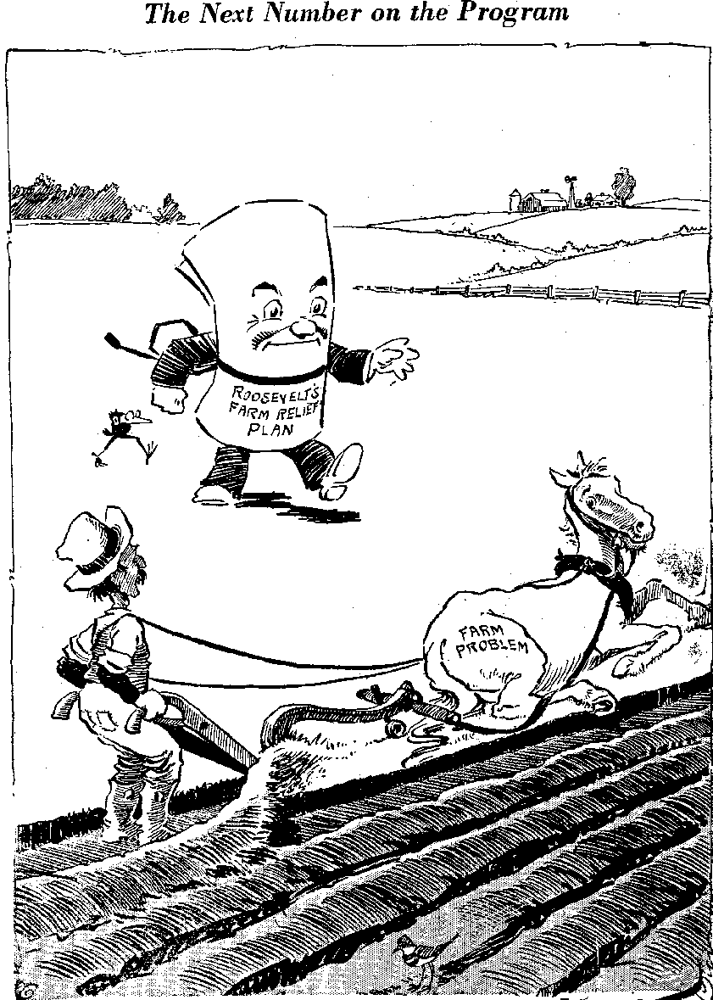 The Next Number on the Program
ROOSEVELT'S
FARM RELIEF
PLAN
FARM
PROBLEM